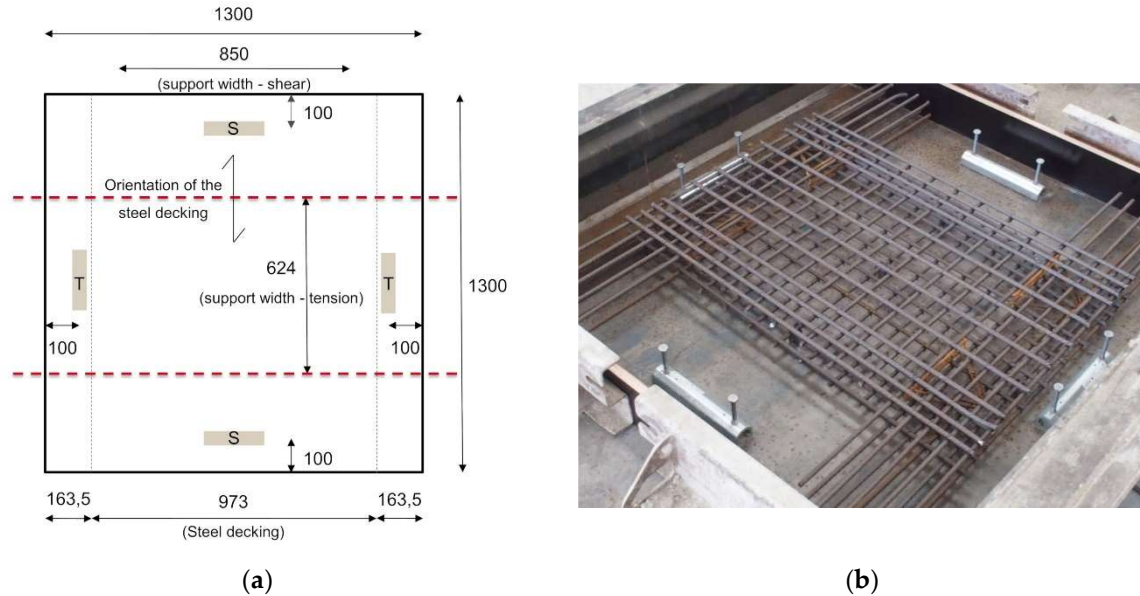 1300
850
(support width - shear)
100
S
Orientation of the
steel decking
624
(support width - tension)
T
T
1300
100
100
S
100
163,5
973
163,5
(Steel decking)
(a)
(b)